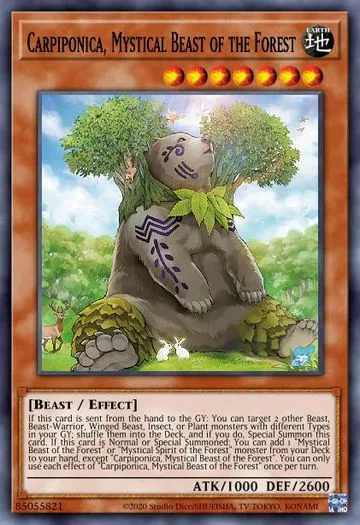 CARPIPONICA, MYSTICAL BEAST OF THE FOREST
EARTH
地
[BEAST / EFFECT]
If this card is sent from the hand to the GY: You can target 2 other Beast,
Beast-Warrior, Winged Beast, Insect, or Plant monsters with different Types
in your GY; shuffle them into the Deck, and if you do, Special Summon this
card. If this card is Normal or Special Summoned: You can add 1 "Mystical
Beast of the Forest" or "Mystical Spirit of the Forest" monster from your Deck
to your hand, except "Carpiponica, Mystical Beast of the Forest". You can only
use each effect of "Carpiponica, Mystical Beast of the Forest" once per turn.
ATK/1000 DEF/2600
85055821
©2020 Studio Dice/SHUEISHA, TV TOKYO, KONAMI